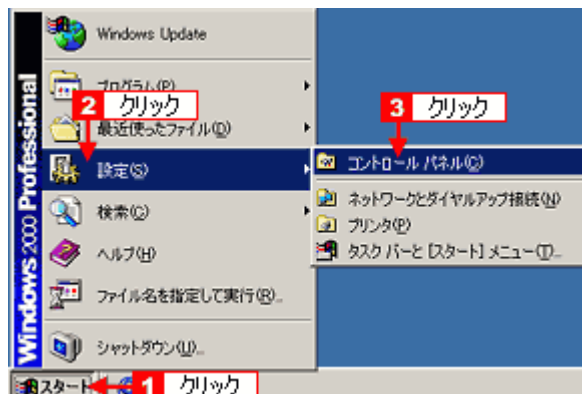 Windows 2000 Professional
Windows Update
プログラム(P)
2 クリック
最近使ったファイル(D)
設定(S)
検索(C)
ヘルプ(H)
ファイル名を指定して実行(R)...
シャットダウン(U)...
3 クリック
コントロール パネル(C)
ネットワークとダイヤルアップ接続(N)
プリンタ(P)
タスク バーと [スタート] メニュー(T)...
スタート
1 クリック